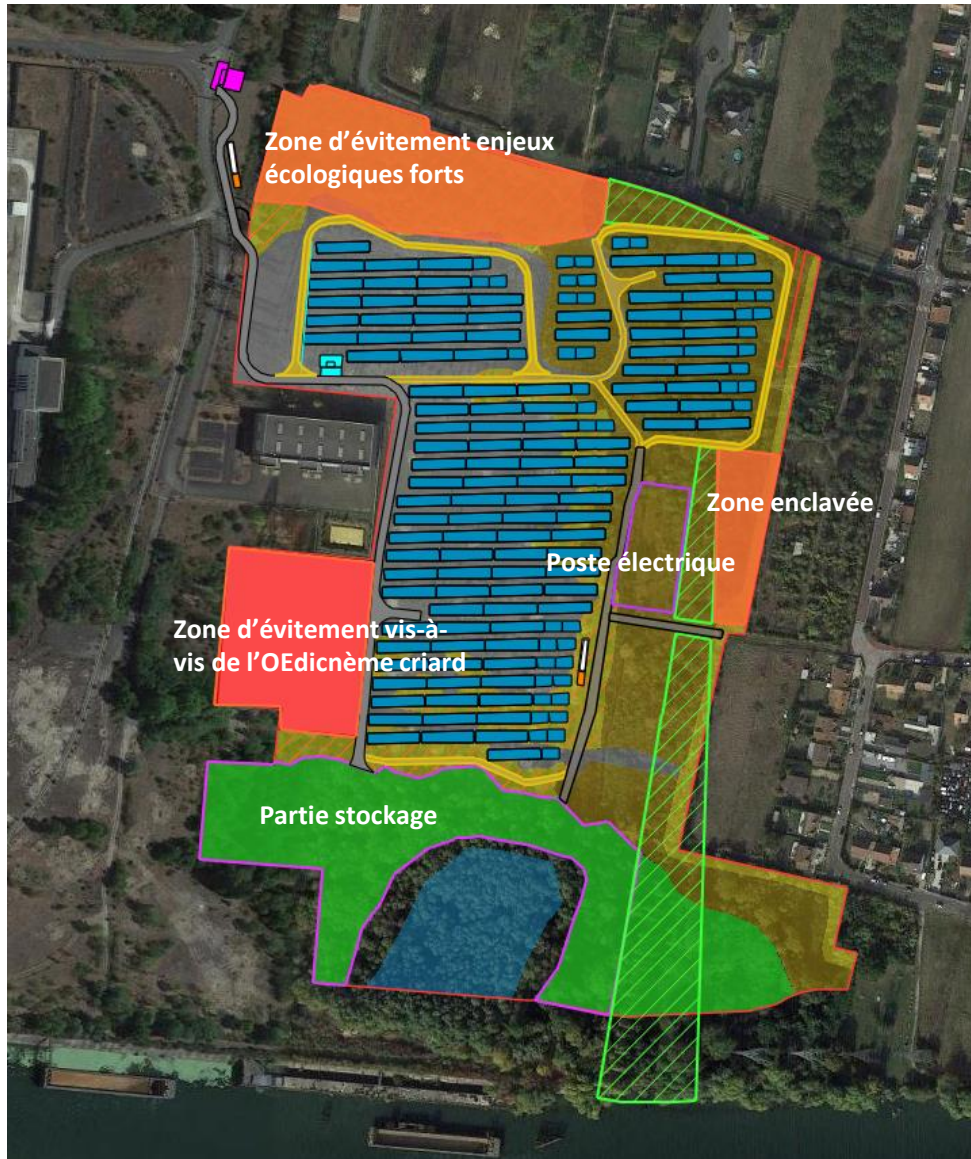 Zone d'évitement enjeux
écologiques forts
Zone enclavée
Poste électrique
Zone d'évitement vis-à-
vis de l'OEdicnème criard
Partie stockage